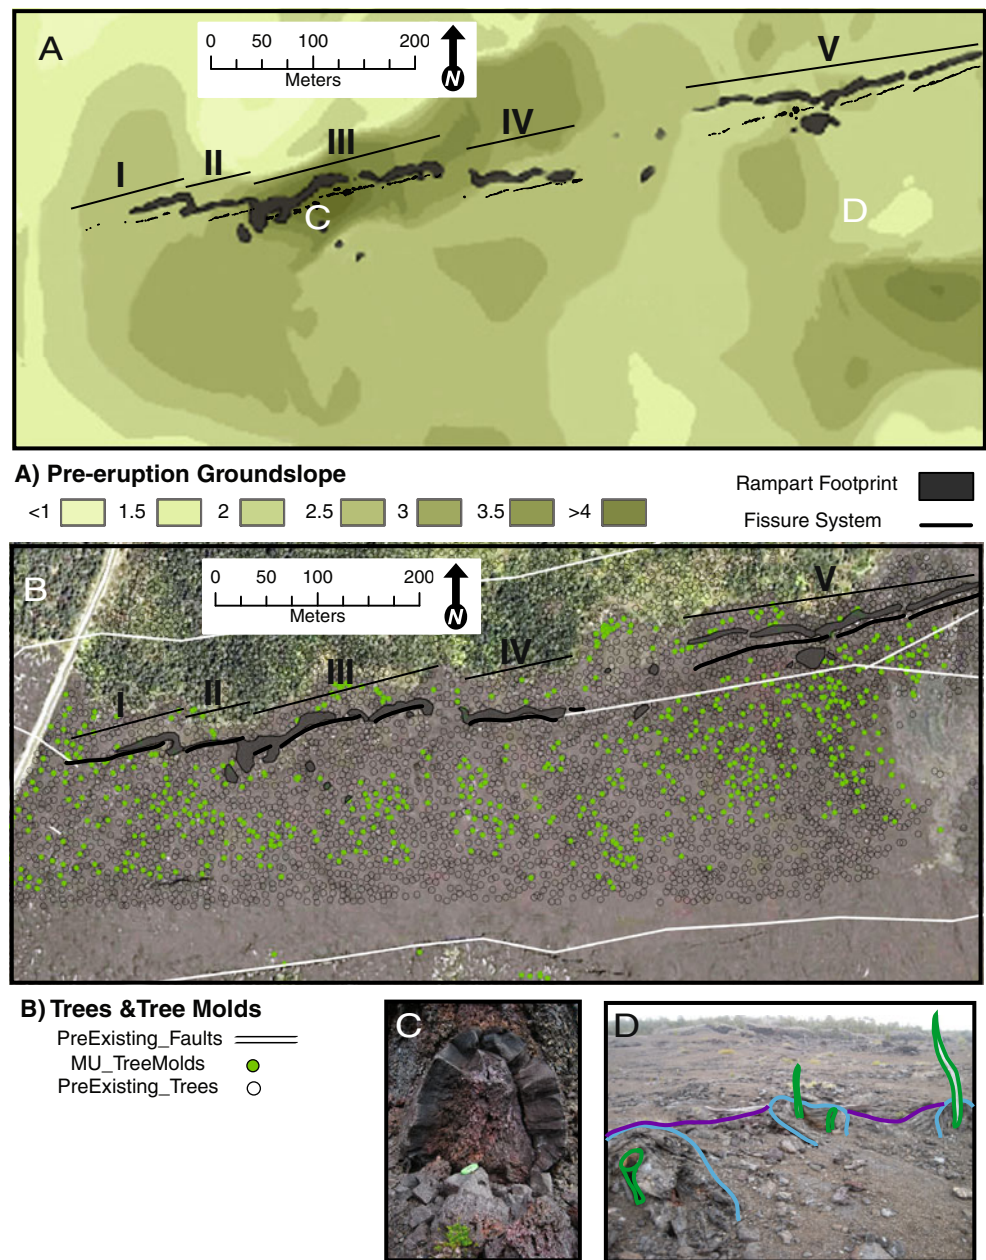 A
0 50 100 200
Meters
N
I
II
III
IV
V
C
D
A) Pre-eruption Groundslope
<1 1.5 2 2.5 3 3.5 >4
Rampart Footprint
Fissure System
B
0 50 100 200
Meters
N
I
II
III
IV
V
B) Trees &Tree Molds
PreExisting_Faults
MU_TreeMolds
PreExisting_Trees
C
D